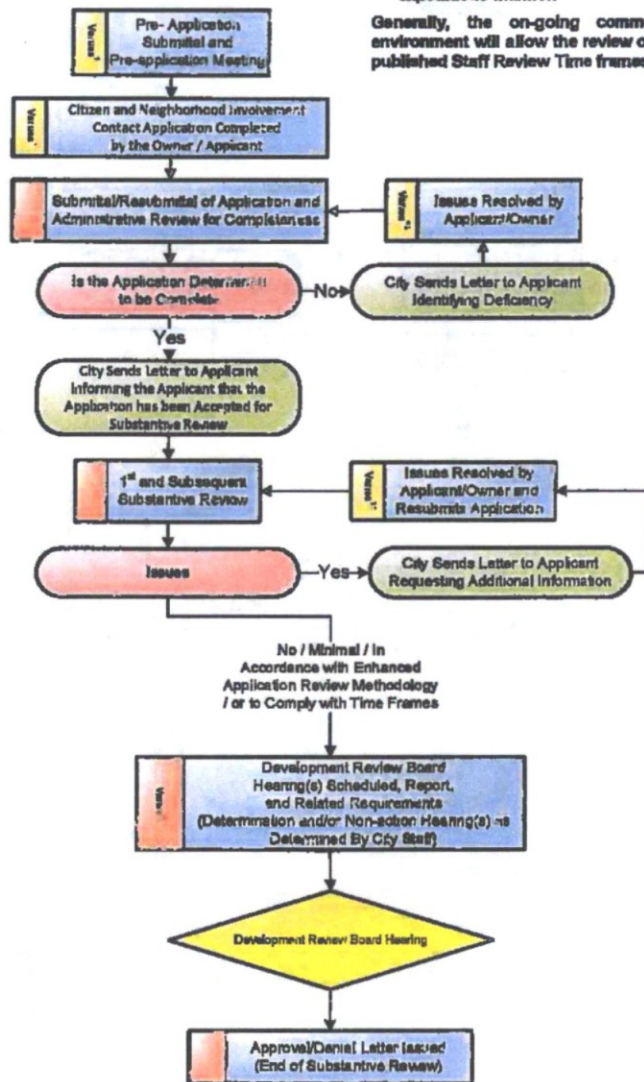 Generally, the on-going comm
environment will allow the review o
published Staff Review Time frames
Pre- Application
Submittal and
Pre-application Meeting
Varies
Citizen and Neighborhood Involvement
Contact Application Completed
by the Owner / Applicant
Varies
Submittal/Resubmittal of Application and
Administrative Review for Completeness
Issues Resolved by
Applicant/Owner
Varies
Is the Application Determined
to be Complete
No
City Sends Letter to Applicant
Identifying Deficiency
Yes
City Sends Letter to Applicant
Informing the Applicant that the
Application has been Accepted for
Substantive Review
1st and Subsequent
Substantive Review
Issues Resolved by
Applicant/Owner and
Resubmits Application
Varies
Issues
Yes
City Sends Letter to Applicant
Requesting Additional Information
No / Minimal / In
Accordance with Enhanced
Application Review Methodology
/ or to Comply with Time Frames
Development Review Board
Hearing(s) Scheduled, Report,
and Related Requirements
(Determination and/or Non-action Hearing(s) as
Determined By City Staff)
Varies
Development Review Board Hearing
Approval/Denial Letter Issued
(End of Substantive Review)